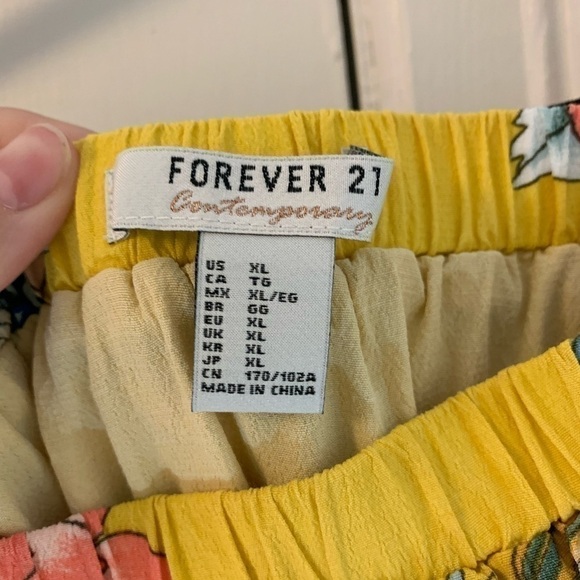 FOREVER 21
Contemporary
US XL
CA TG
MX XL/EG
BR GG
EU XL
UK XL
KR XL
JP XL
CN 170/102A
MADE IN CHINA